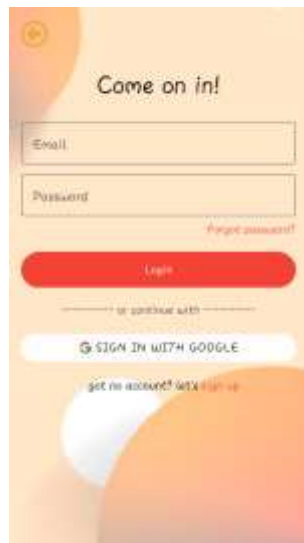 Come on in!
Email
Password
Forgot password?
Login
or continue with
G SIGN IN WITH GOOGLE
got no account? let's sign up